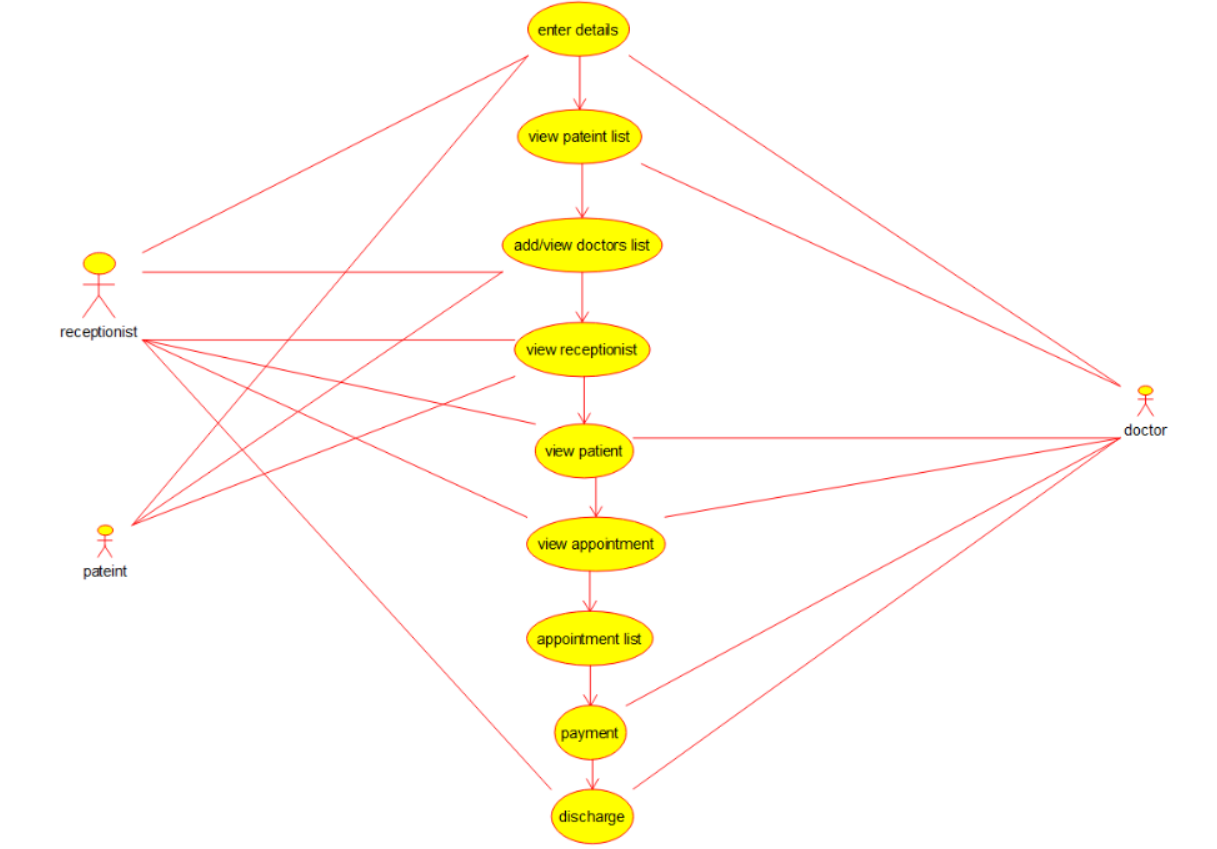 enter details
view pateint list
add/view doctors list
receptionist
view receptionist
doctor
view patient
view appointment
pateint
appointment list
payment
discharge